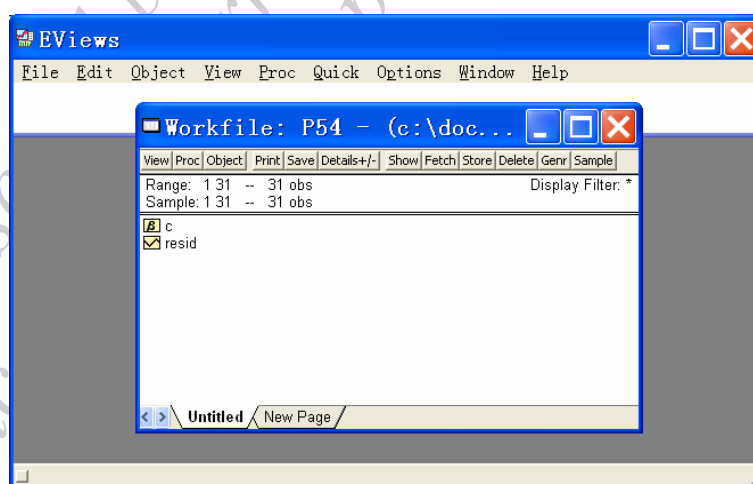 EViews
File Edit Object View Proc Quick Options Window Help
Workfile: P54 - (c:\doc...
View Proc Object Print Save Details+/- Show Fetch Store Delete Genr Sample
Range: 1 31 -- 31 obs Display Filter: *
Sample: 1 31 -- 31 obs
β c
resid
Untitled New Page